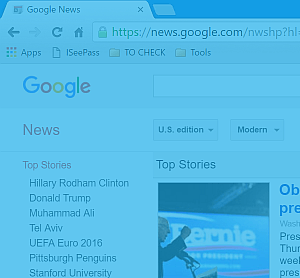 Google News
https://news.google.com/nwshp?hl
Apps ISeePass TO CHECK Tools
Google
News
U.S. edition Modern
Top Stories
Hillary Rodham Clinton
Donald Trump
Muhammad Ali
Tel Aviv
UEFA Euro 2016
Pittsburgh Penguins
Stanford University
Top Stories
Bernie
PRESIDENT
Ob
pre
Wash
Pres
Thur
week
pres